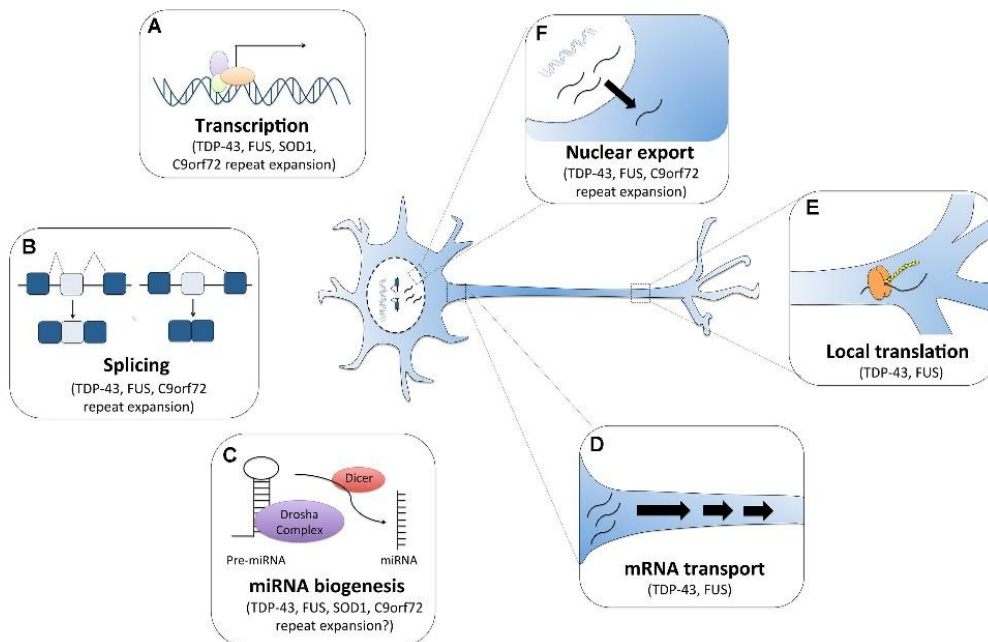 A
Transcription
(TDP-43, FUS, SOD1,
C9orf72 repeat expansion)
F
Nuclear export
(TDP-43, FUS, C9orf72
repeat expansion)
B
Splicing
(TDP-43, FUS, C9orf72
repeat expansion)
E
Local translation
(TDP-43, FUS)
C
Dicer
Drosha
Complex
Pre-miRNA
miRNA
miRNA biogenesis
(TDP-43, FUS, SOD1, C9orf72
repeat expansion?)
D
mRNA transport
(TDP-43, FUS)